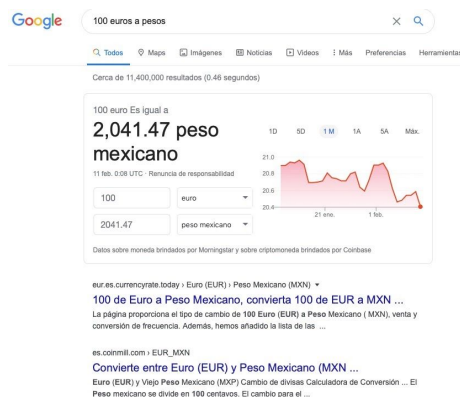 Google
100 euros a pesos
Todos Maps Imágenes Noticias Videos Más Preferencias Herramientas
Cerca de 11,400,000 resultados (0.46 segundos)
100 euro Es igual a
2,041.47 peso
mexicano
11 feb. 0:08 UTC · Renuncia de responsabilidad
100 euro
2041.47 peso mexicano
1D 5D 1 M 1A 5A Máx.
21.0
20.8
20.6
20.4
21 ene. 1 feb.
Datos sobre moneda brindados por Morningstar y sobre criptomoneda brindados por Coinbase
eur.es.currencyrate.today › Euro (EUR) › Peso Mexicano (MXN)
100 de Euro a Peso Mexicano, convierta 100 de EUR a MXN ...
La página proporciona el tipo de cambio de 100 Euro (EUR) a Peso Mexicano ( MXN), venta y
conversión de frecuencia. Además, hemos añadido la lista de las ...
es.coinmill.com › EUR_MXN
Convierte entre Euro (EUR) y Peso Mexicano (MXN ...
Euro (EUR) y Viejo Peso Mexicano (MXP) Cambio de divisas Calculadora de Conversión ... El
Peso mexicano se divide en 100 centavos. El cambio para el ...